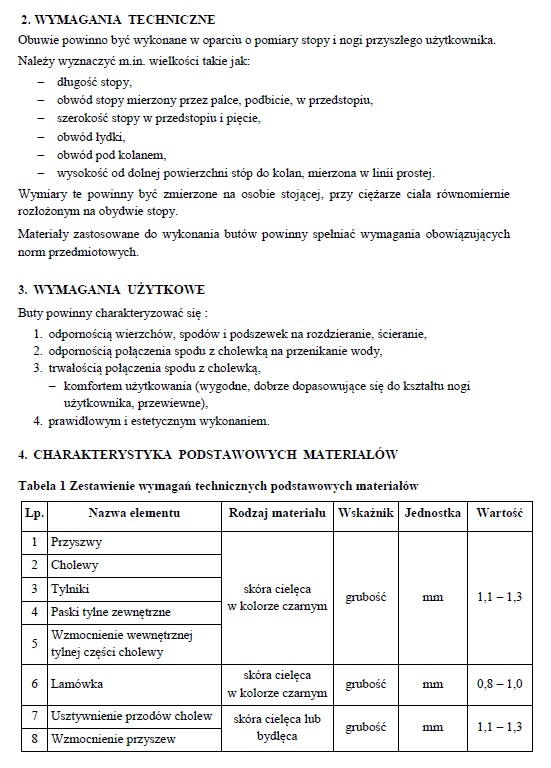 2. WYMAGANIA TECHNICZNE
Obuwie powinno być wykonane w oparciu o pomiary stopy i nogi przyszłego użytkownika.
Należy wyznaczyć m.in. wielkości takie jak:
– długość stopy,
– obwód stopy mierzony przez palce, podbicie, w przedstopiu,
– szerokość stopy w przedstopiu i pięcie,
– obwód łydki,
– obwód pod kolanem,
– wysokość od dolnej powierzchni stóp do kolan, mierzona w linii prostej.
Wymiary te powinny być zmierzone na osobie stojącej, przy ciężarze ciała równomiernie
rozłożonym na obydwie stopy.
Materiały zastosowane do wykonania butów powinny spełniać wymagania obowiązujących
norm przedmiotowych.
3. WYMAGANIA UŻYTKOWE
Buty powinny charakteryzować się :
1. odpornością wierzchów, spodów i podszewek na rozdzieranie, ścieranie,
2. odpornością połączenia spodu z cholewką na przenikanie wody,
3. trwałością połączenia spodu z cholewką,
– komfortem użytkowania (wygodne, dobrze dopasowujące się do kształtu nogi
użytkownika, przewiewne),
4. prawidłowym i estetycznym wykonaniem.
4. CHARAKTERYSTYKA PODSTAWOWYCH MATERIAŁÓW
Tabela 1 Zestawienie wymagań technicznych podstawowych materiałów
Lp. Nazwa elementu Rodzaj materiału Wskaźnik Jednostka Wartość
1 Przyszwy
2 Cholewy
3 Tylniki
4 Paski tylne zewnętrzne
5 Wzmocnienie wewnętrznej
tylnej części cholewy
skóra cielęca
w kolorze czarnym
grubość mm 1,1 – 1,3
6 Lamówka
skóra cielęca
w kolorze czarnym
grubość mm 0,8 – 1,0
7 Usztywnienie przodów cholew
8 Wzmocnienie przyszew
skóra cielęca lub
bydlęca
grubość mm 1,1 – 1,3